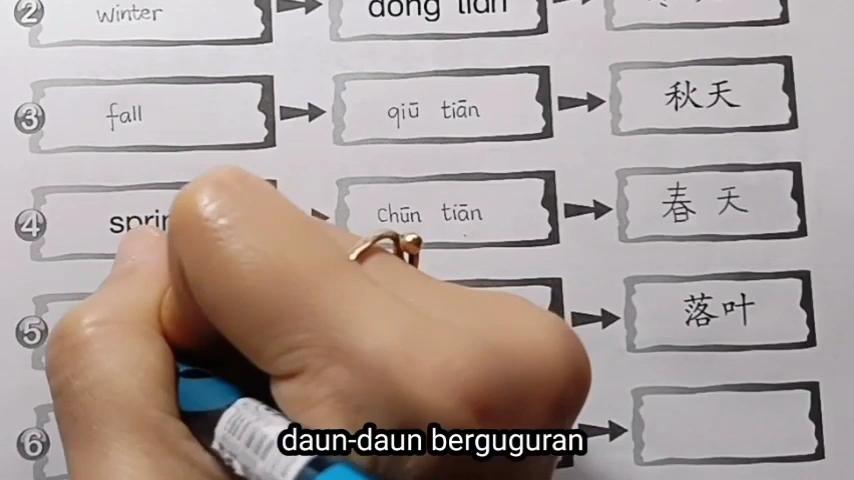 2 winter dōng tiān
3 fall qiū tiān 秋天
4 chūn tiān 春天
5 落叶
6
daun-daun berguguran